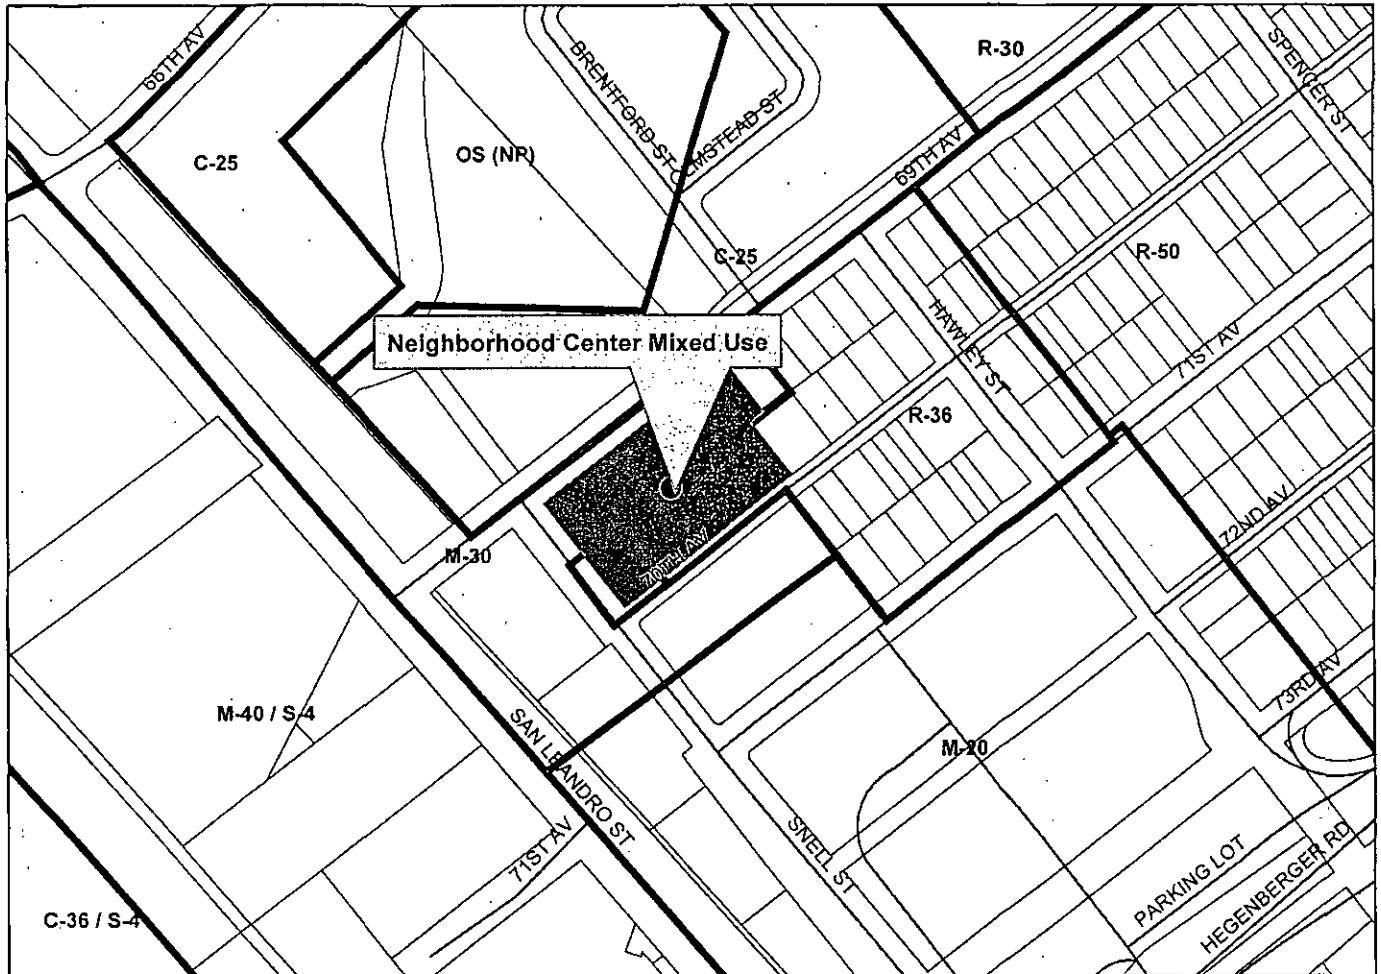 R-30
SPENCER ST
66TH AV
BRENTFORD ST
OLMSTEAD ST
C-25
OS (NP)
69TH AV
C-25
R-50
HAWLEY ST
71ST AV
Neighborhood Center Mixed Use
R-36
72ND AV
70TH AV
M-30
73RD AV
M-40 / S-4
SAN LEANDRO ST
M-20
SNELL ST
71ST AV
PARKING LOT
HEGENBERGER RD
C-36 / S-4